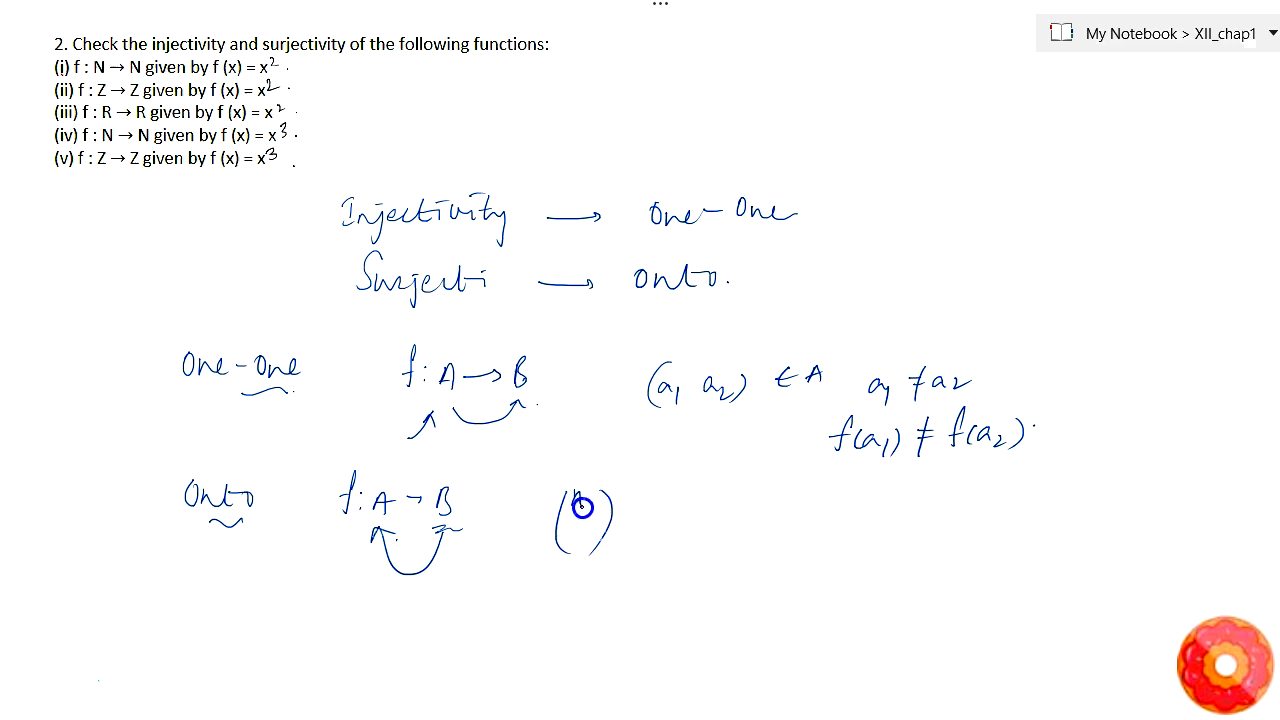 ...
My Notebook > XII_chap1
2. Check the injectivity and surjectivity of the following functions:
(i) f : N → N given by f (x) = x²
(ii) f : Z → Z given by f (x) = x²
(iii) f : R → R given by f (x) = x²
(iv) f : N → N given by f (x) = x³
(v) f : Z → Z given by f (x) = x³
Injectivity → One-One
Surjecti → Onto.
One-One f: A → B (a₁ a₂) ∈ A a₁ ≠ a₂
f(a₁) ≠ f(a₂)
Onto f: A → B (